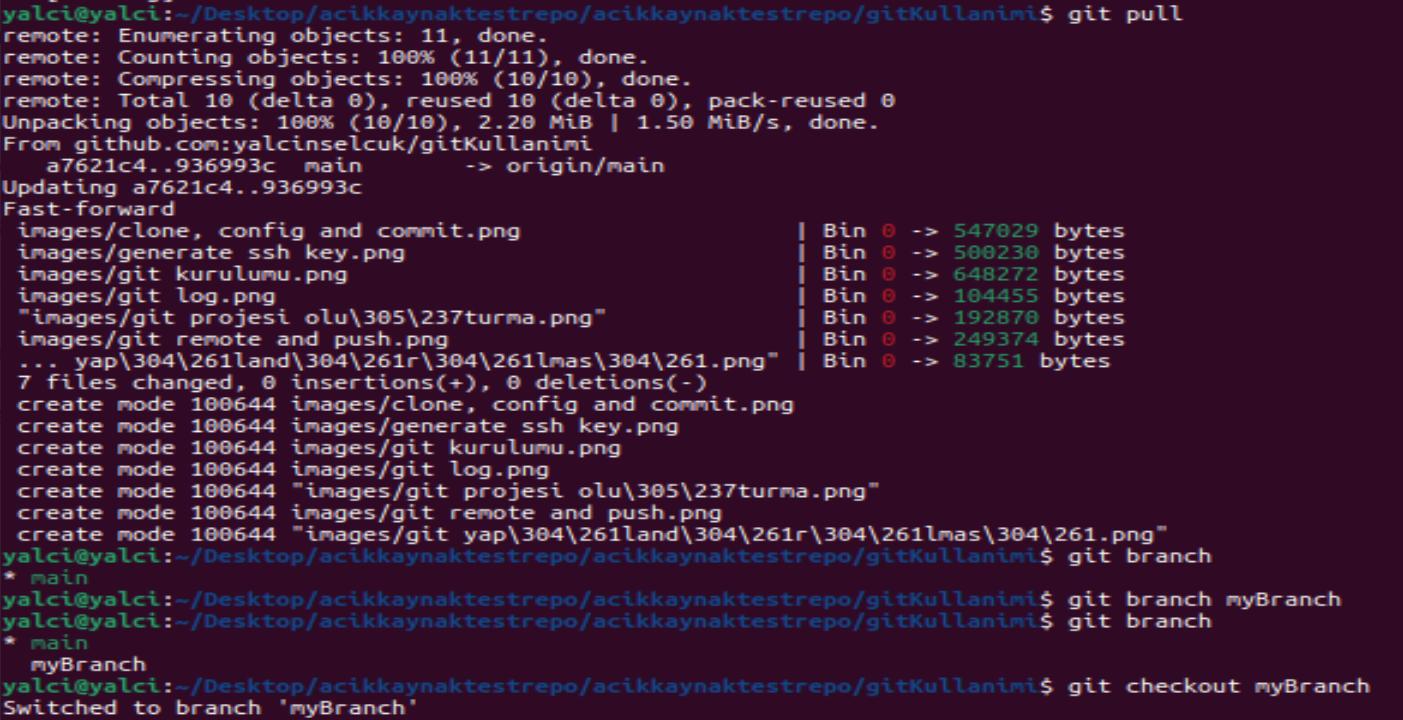 yalci@yalci:~/Desktop/acikkaynaktestrepo/acikkaynaktestrepo/gitKullanimi$ git pull
remote: Enumerating objects: 11, done.
remote: Counting objects: 100% (11/11), done.
remote: Compressing objects: 100% (10/10), done.
remote: Total 10 (delta 0), reused 10 (delta 0), pack-reused 0
Unpacking objects: 100% (10/10), 2.20 MiB | 1.50 MiB/s, done.
From github.com:yalcinselcuk/gitKullanimi
   a7621c4..936993c  main       -> origin/main
Updating a7621c4..936993c
Fast-forward
 images/clone, config and commit.png                   | Bin 0 -> 547029 bytes
 images/generate ssh key.png                           | Bin 0 -> 500230 bytes
 images/git kurulumu.png                               | Bin 0 -> 648272 bytes
 images/git log.png                                    | Bin 0 -> 104455 bytes
 "images/git projesi olu\305\237turma.png"             | Bin 0 -> 192870 bytes
 images/git remote and push.png                        | Bin 0 -> 249374 bytes
 ... yap\304\261land\304\261r\304\261lmas\304\261.png" | Bin 0 -> 83751 bytes
 7 files changed, 0 insertions(+), 0 deletions(-)
 create mode 100644 images/clone, config and commit.png
 create mode 100644 images/generate ssh key.png
 create mode 100644 images/git kurulumu.png
 create mode 100644 images/git log.png
 create mode 100644 "images/git projesi olu\305\237turma.png"
 create mode 100644 images/git remote and push.png
 create mode 100644 "images/git yap\304\261land\304\261r\304\261lmas\304\261.png"
yalci@yalci:~/Desktop/acikkaynaktestrepo/acikkaynaktestrepo/gitKullanimi$ git branch
* main
yalci@yalci:~/Desktop/acikkaynaktestrepo/acikkaynaktestrepo/gitKullanimi$ git branch myBranch
yalci@yalci:~/Desktop/acikkaynaktestrepo/acikkaynaktestrepo/gitKullanimi$ git branch
* main
  myBranch
yalci@yalci:~/Desktop/acikkaynaktestrepo/acikkaynaktestrepo/gitKullanimi$ git checkout myBranch
Switched to branch 'myBranch'